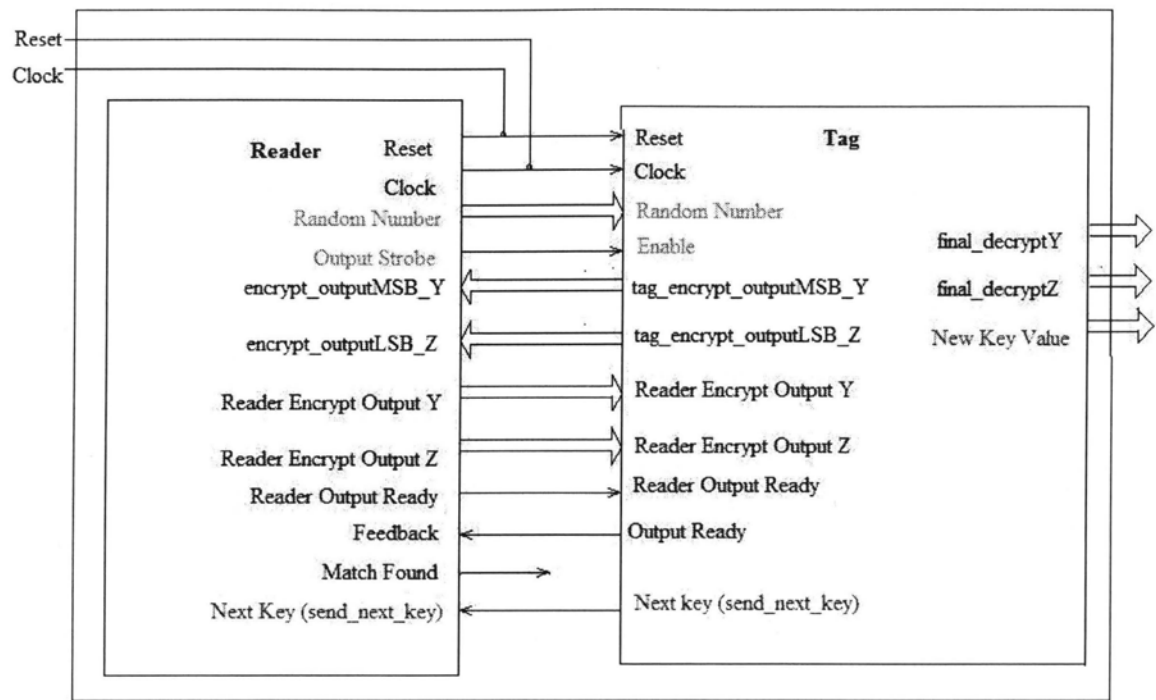 Reset
Clock
Reader
Reset
Clock
Random Number
Output Strobe
encrypt_outputMSB_Y
encrypt_outputLSB_Z
Reader Encrypt Output Y
Reader Encrypt Output Z
Reader Output Ready
Feedback
Match Found
Next Key (send_next_key)
Tag
Reset
Clock
Random Number
Enable
tag_encrypt_outputMSB_Y
tag_encrypt_outputLSB_Z
Reader Encrypt Output Y
Reader Encrypt Output Z
Reader Output Ready
Output Ready
Next key (send_next_key)
final_decryptY
final_decryptZ
New Key Value